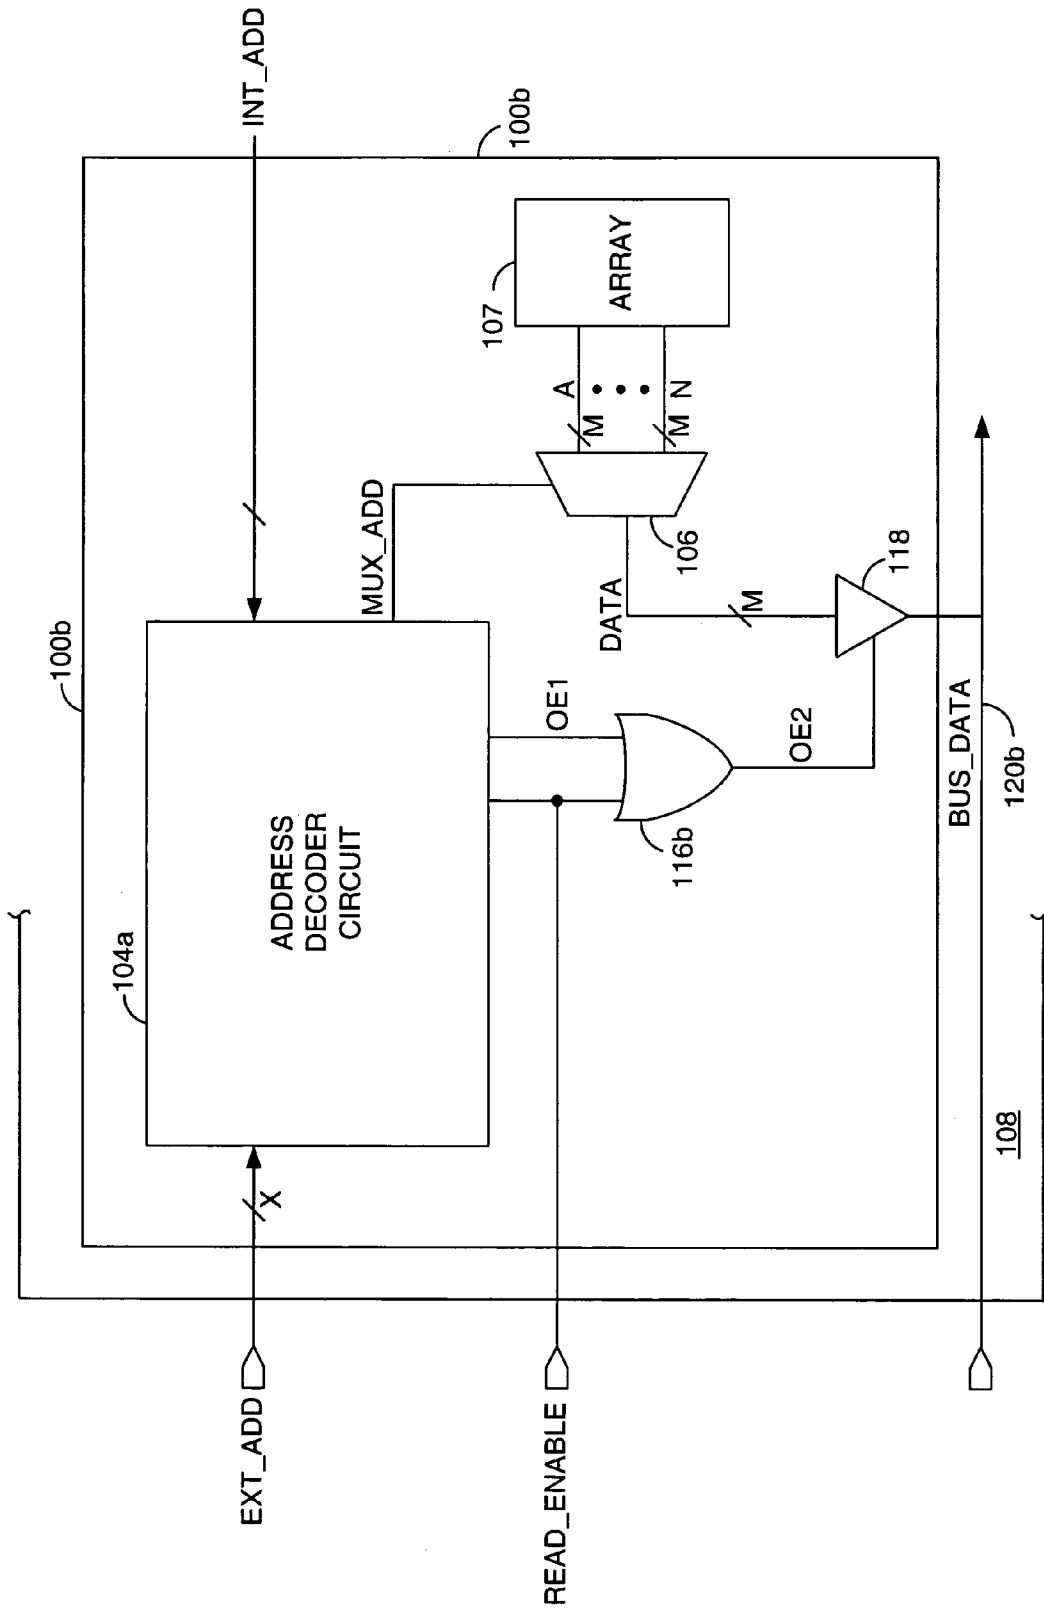 100b
INT_ADD
100b
EXT_ADD
X
104a
ADDRESS
DECODER
CIRCUIT
MUX_ADD
107
ARRAY
A
M
N
M
106
READ_ENABLE
OE1
116b
OE2
DATA
M
118
BUS_DATA
120b
108